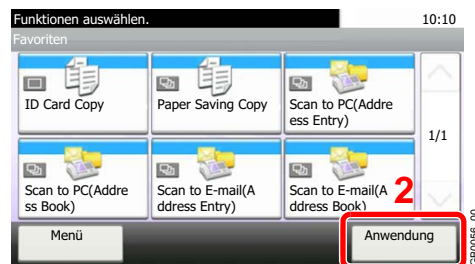 Funktionen auswählen.
10:10
Favoriten
ID Card Copy
Paper Saving Copy
Scan to PC(Addre
ess Entry)
1/1
Scan to PC(Addre
ss Book)
Scan to E-mail(A
ddress Entry)
Scan to E-mail(A
ddress Book)
2
Menü
Anwendung